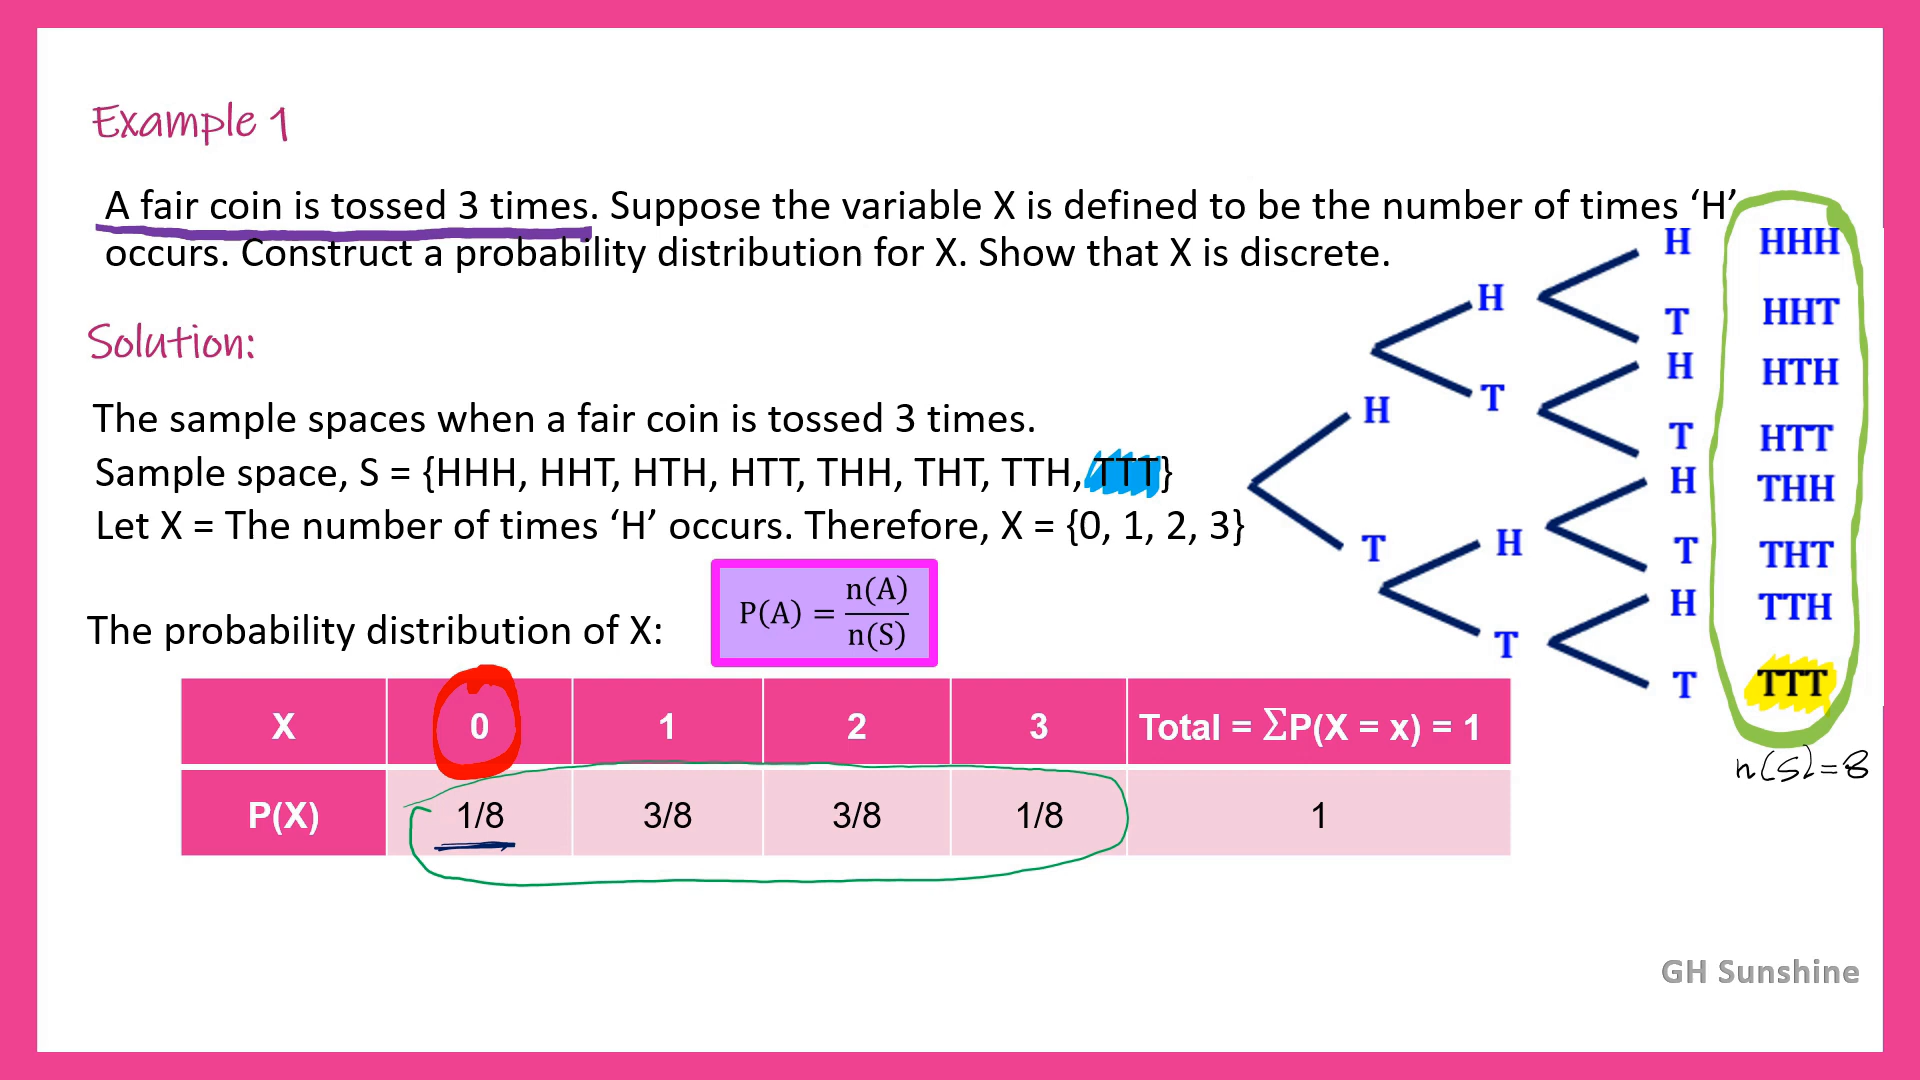 Example 1
A fair coin is tossed 3 times. Suppose the variable X is defined to be the number of times ‘H’
occurs. Construct a probability distribution for X. Show that X is discrete.
Solution:
The sample spaces when a fair coin is tossed 3 times.
Sample space, S = {HHH, HHT, HTH, HTT, THH, THT, TTH, TTT}
Let X = The number of times ‘H’ occurs. Therefore, X = {0, 1, 2, 3}
The probability distribution of X:
P(A) = n(A)/n(S)
X 0 1 2 3 Total = ΣP(X = x) = 1
P(X) 1/8 3/8 3/8 1/8 1
H HHH
H
T HHT
H HTH
T
H
T HTT
H THH
T
H
T THT
H TTH
T
T TTT
n(S)=8
GH Sunshine